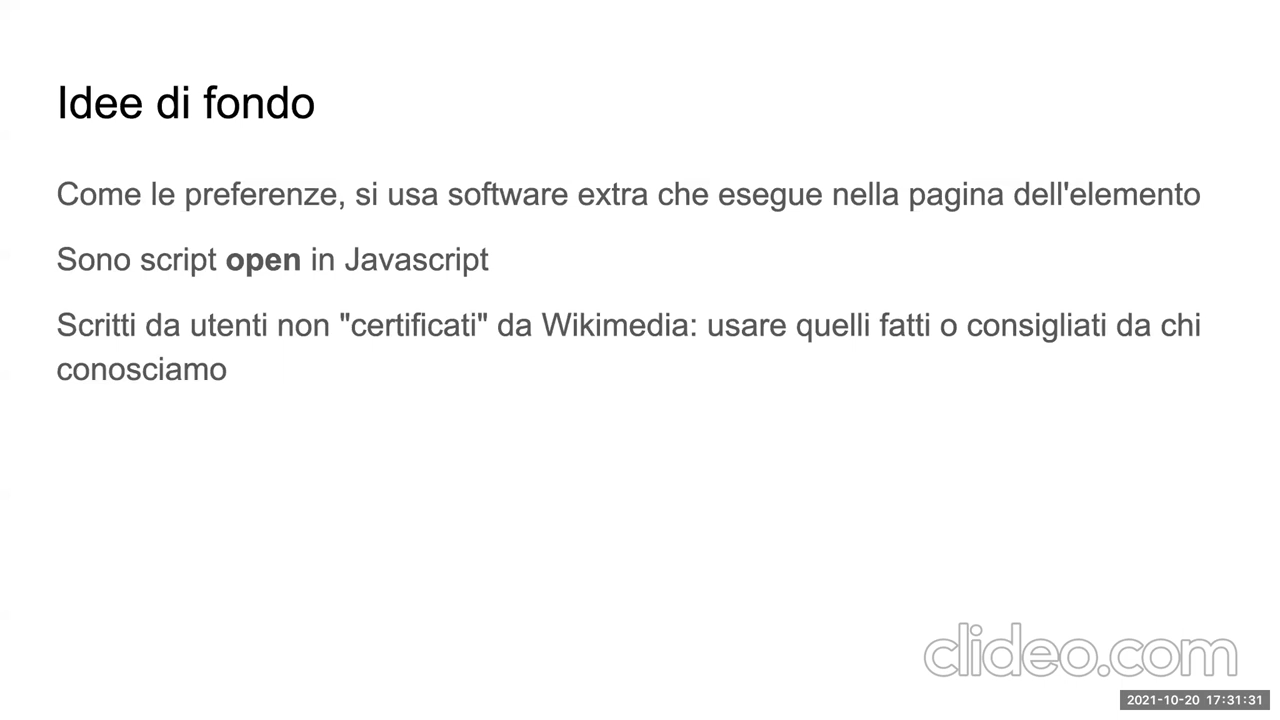 Idee di fondo
Come le preferenze, si usa software extra che esegue nella pagina dell'elemento
Sono script open in Javascript
Scritti da utenti non "certificati" da Wikimedia: usare quelli fatti o consigliati da chi
conosciamo
clideo.com
2021-10-20 17:31:31